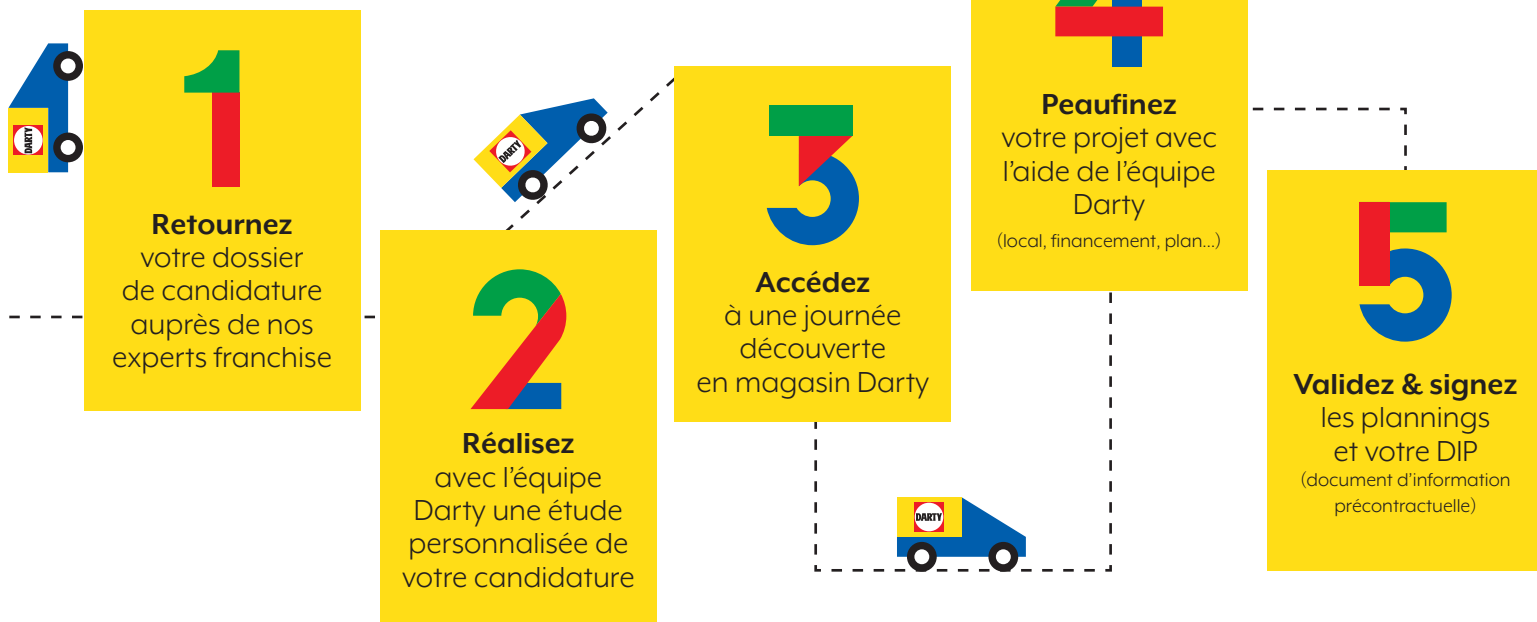 DARTY
1
Retournez
votre dossier
de candidature
auprès de nos
experts franchise
DARTY
2
Réalisez
avec l'équipe
Darty une étude
personnalisée de
votre candidature
3
Accédez
à une journée
découverte
en magasin Darty
DARTY
4
Peaufinez
votre projet avec
l'aide de l'équipe
Darty
(local, financement, plan...)
5
Validez & signez
les plannings
et votre DIP
(document d'information
précontractuelle)